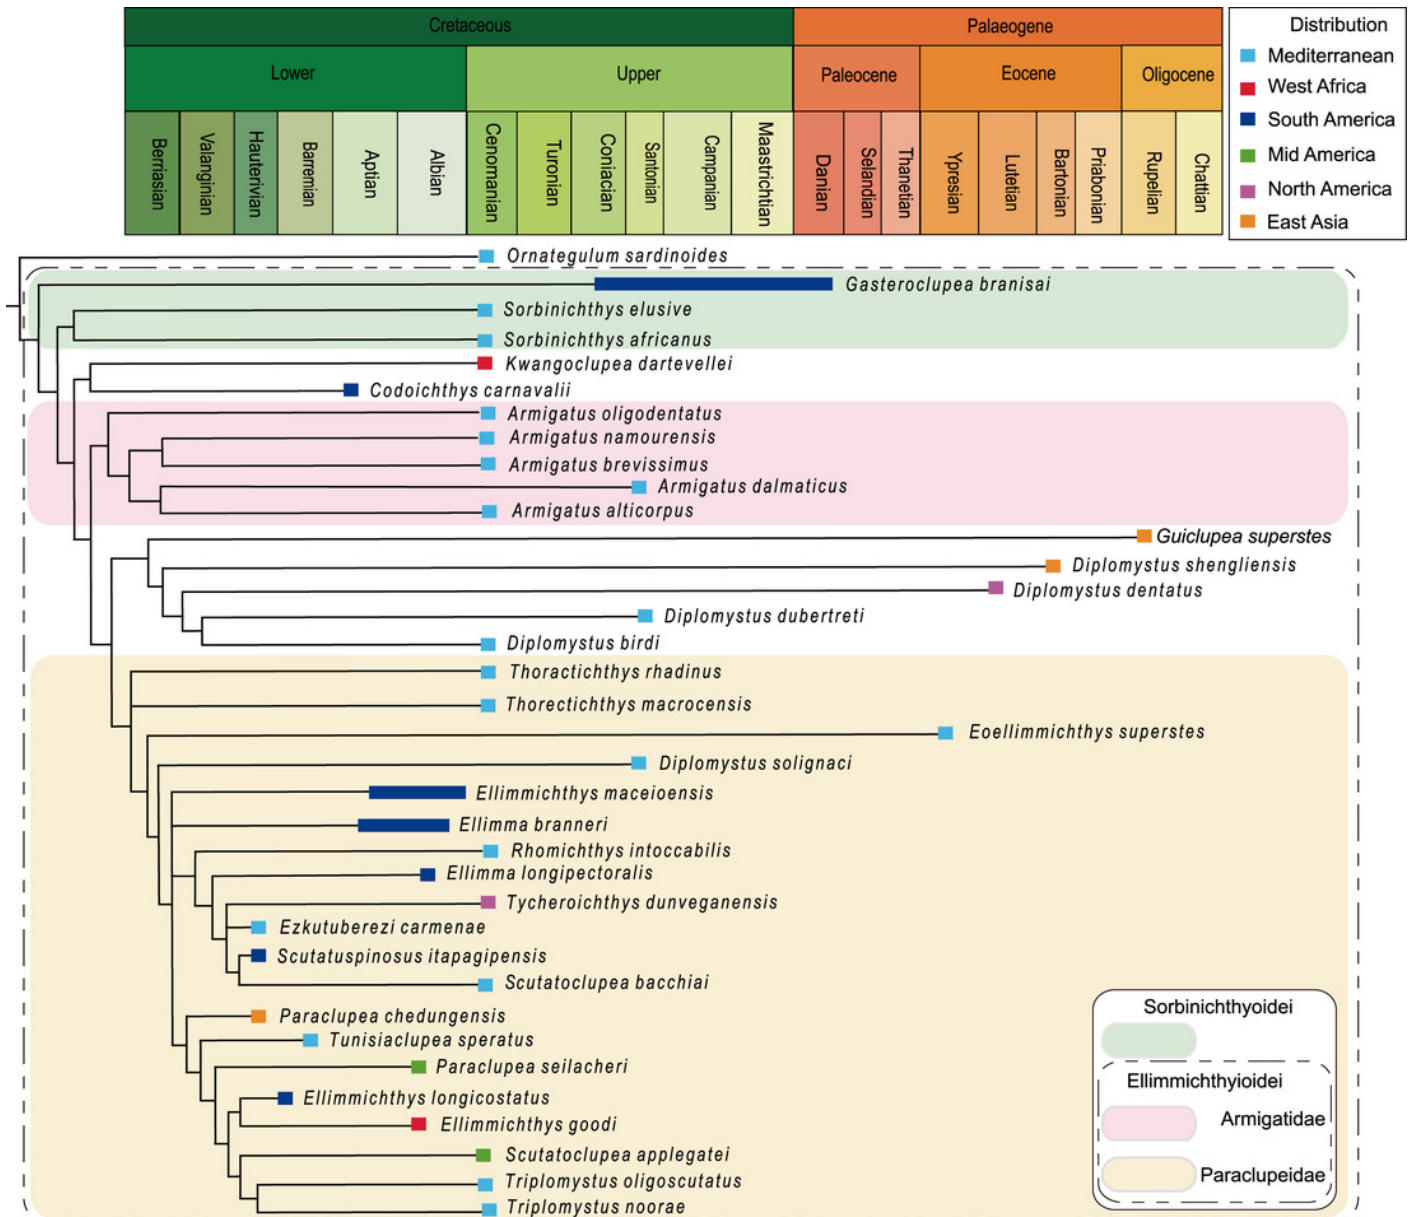 Cretaceous
Palaeogene
Lower
Upper
Paleocene
Eocene
Oligocene
Berriasian
Valanginian
Hauterivian
Barremian
Aptian
Albian
Cenomanian
Turonian
Coniacian
Santonian
Campanian
Maastrichtian
Danian
Selandian
Thanetian
Ypresian
Lutetian
Bartonian
Priabonian
Rupelian
Chattian
Distribution
Mediterranean
West Africa
South America
Mid America
North America
East Asia
Ornategulum sardinoides
Gasteroclupea branisai
Sorbinichthys elusive
Sorbinichthys africanus
Kwangoclupea dartevellei
Codoichthys carnavalii
Armigatus oligodentatus
Armigatus namourensis
Armigatus brevissimus
Armigatus dalmaticus
Armigatus alticorpus
Guiclupea superstes
Diplomystus shengliensis
Diplomystus dentatus
Diplomystus dubertreti
Diplomystus birdi
Thoractichthys rhadinus
Thorectichthys macrocensis
Eoellimmichthys superstes
Diplomystus solignaci
Ellimmichthys maceioensis
Ellimma branneri
Rhomichthys intoccabilis
Ellimma longipectoralis
Tycheroichthys dunveganensis
Ezkutuberezi carmenae
Scutatuspinosus itapagipensis
Scutatoclupea bacchiai
Paraclupea chedungensis
Tunisiaclupea speratus
Paraclupea seilacheri
Ellimmichthys longicostatus
Ellimmichthys goodi
Scutatoclupea applegatei
Triplomystus oligoscutatus
Triplomystus noorae
Sorbinichthyoidei
Ellimmichthyioidei
Armigatidae
Paraclupeidae